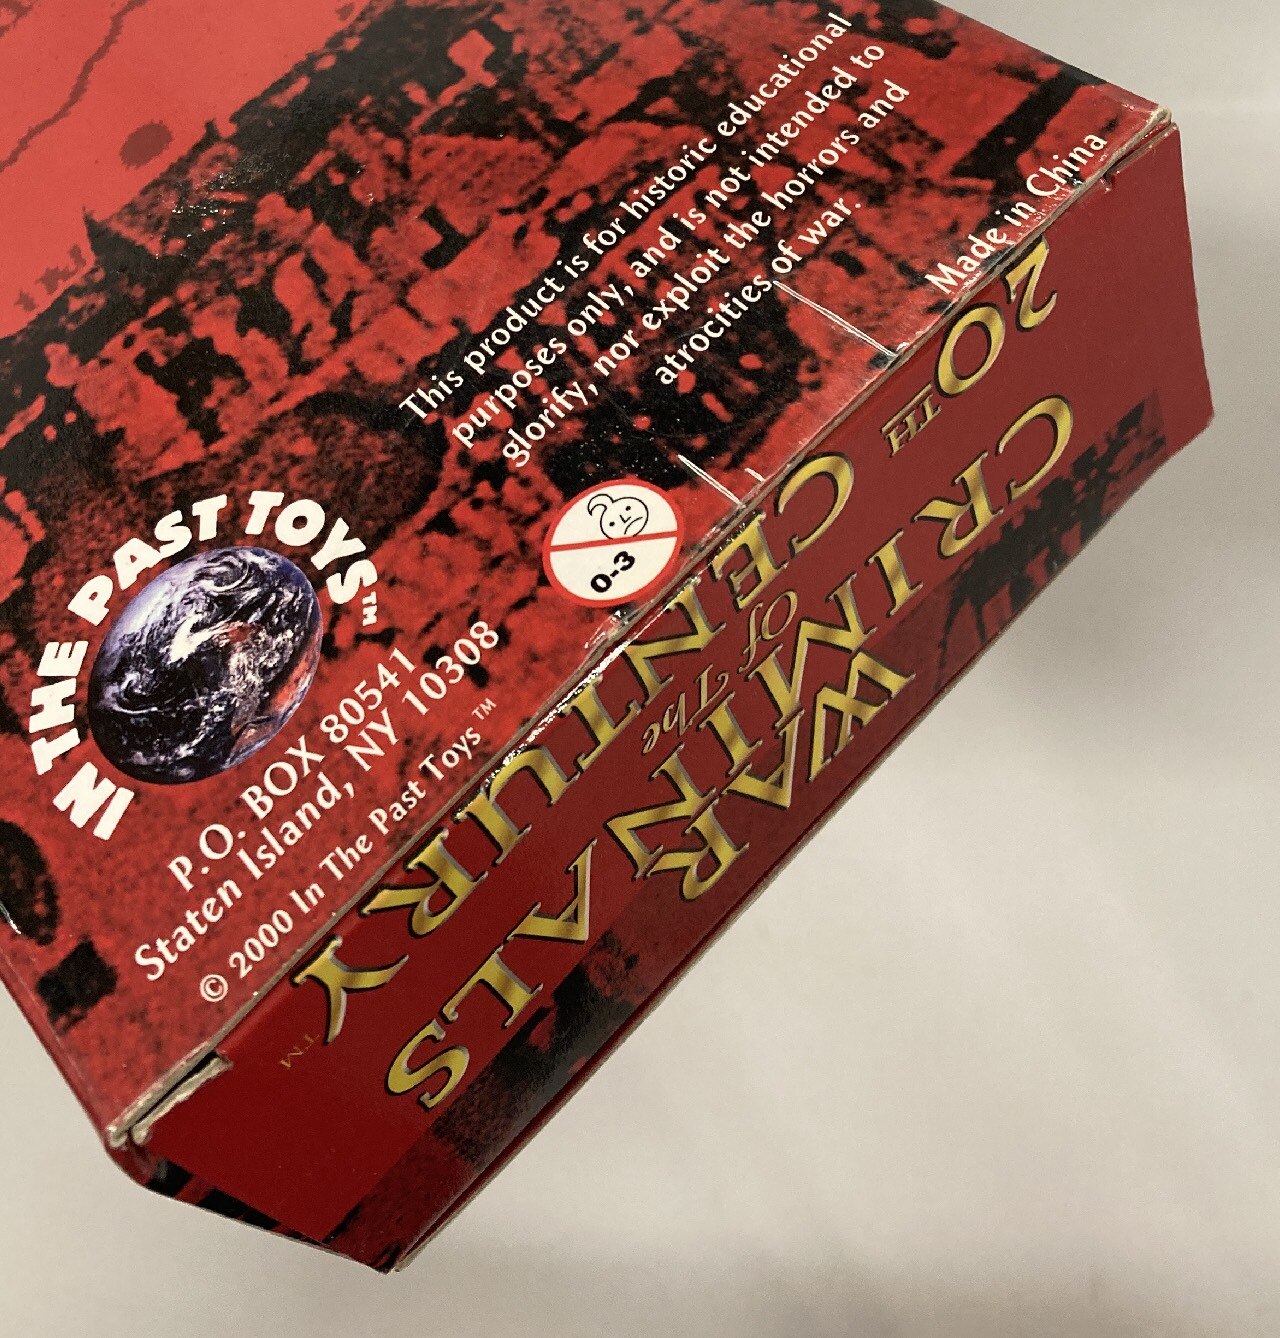 This product is for historic educational
purposes only, and is not intended to
glorify, nor exploit the horrors and
atrocities of war.
Made in China
0-3
IN THE PAST TOYS™
P.O. BOX 80541
Staten Island, NY 10308
© 2000 In The Past Toys™
WAR
CRIMINALS
Of The
20TH CENTURY™